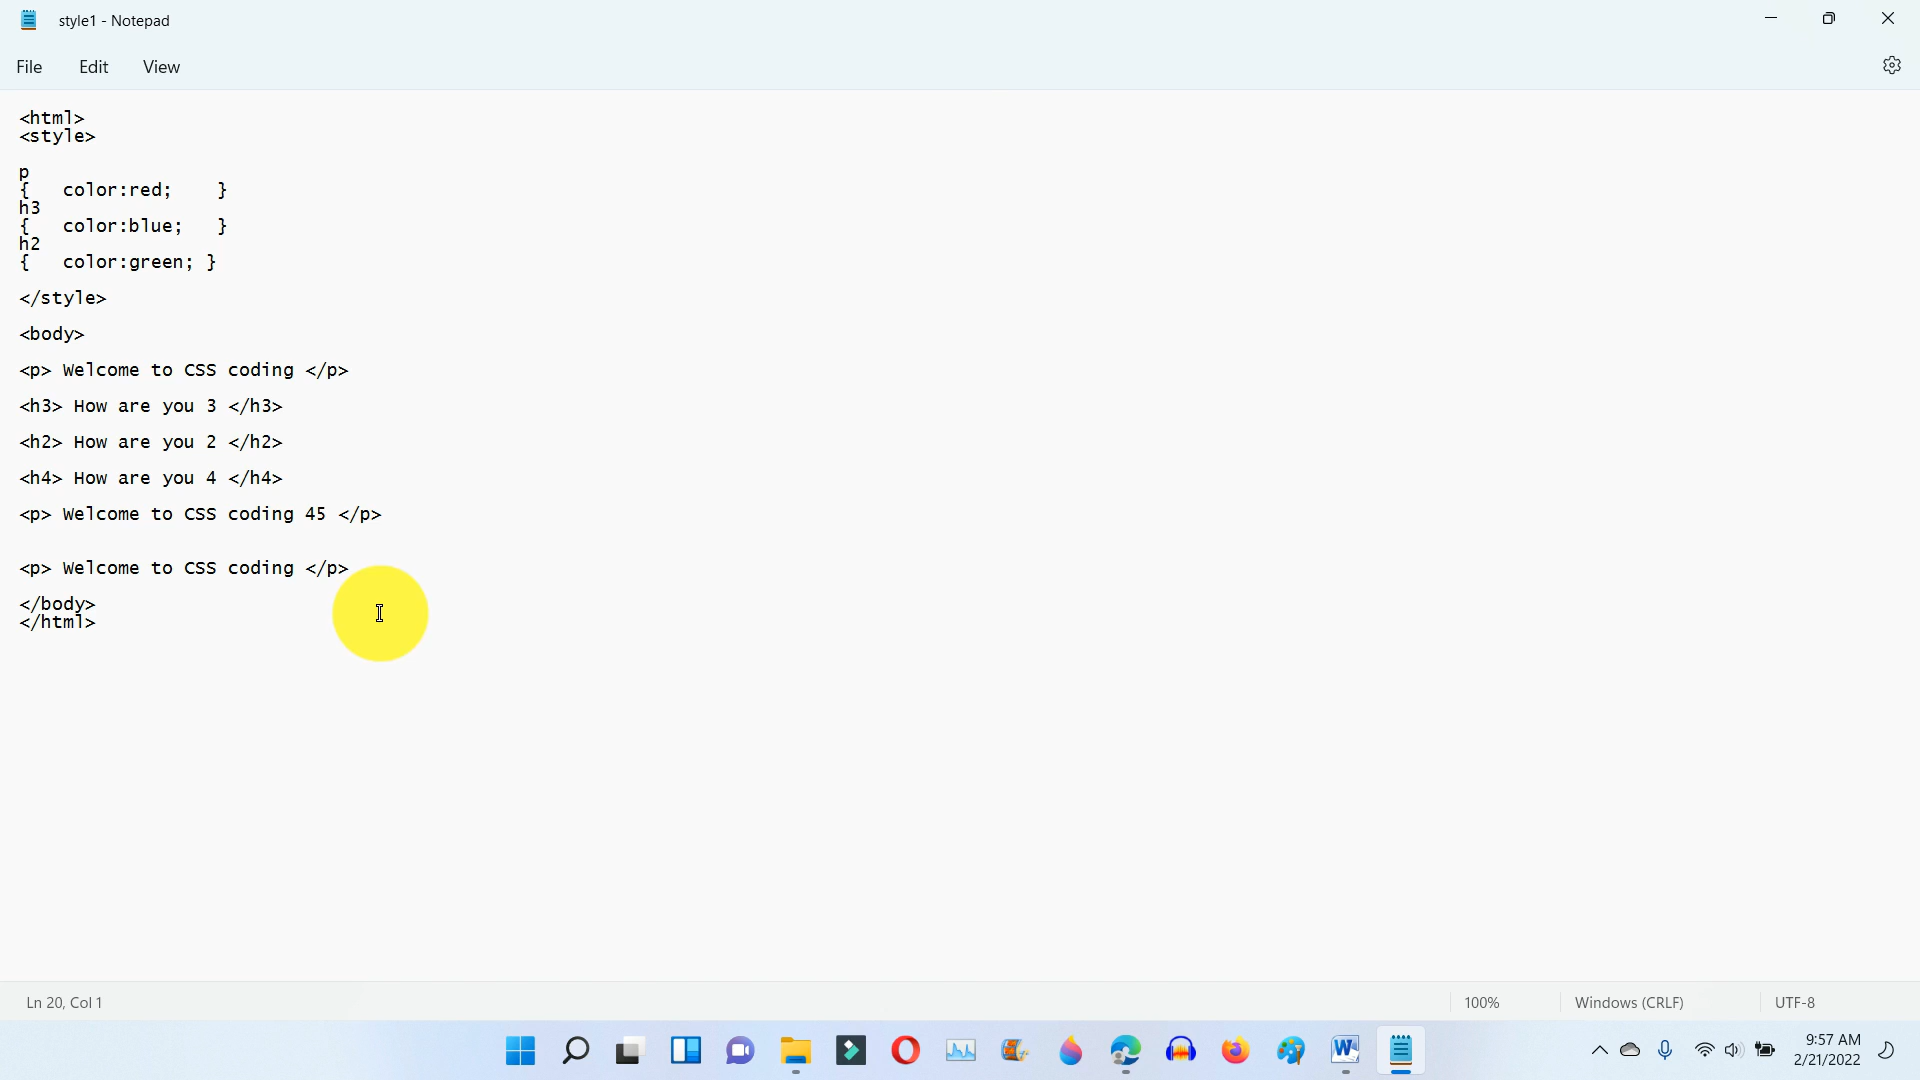 style1 - Notepad
File Edit View
<html>
<style>
p
{   color:red;    }
h3
{   color:blue;   }
h2
{   color:green; }
</style>
<body>
<p> Welcome to CSS coding </p>
<h3> How are you 3 </h3>
<h2> How are you 2 </h2>
<h4> How are you 4 </h4>
<p> Welcome to CSS coding 45 </p>
<p> Welcome to CSS coding </p>
</body>
</html>
Ln 20, Col 1 100% Windows (CRLF) UTF-8
9:57 AM
2/21/2022